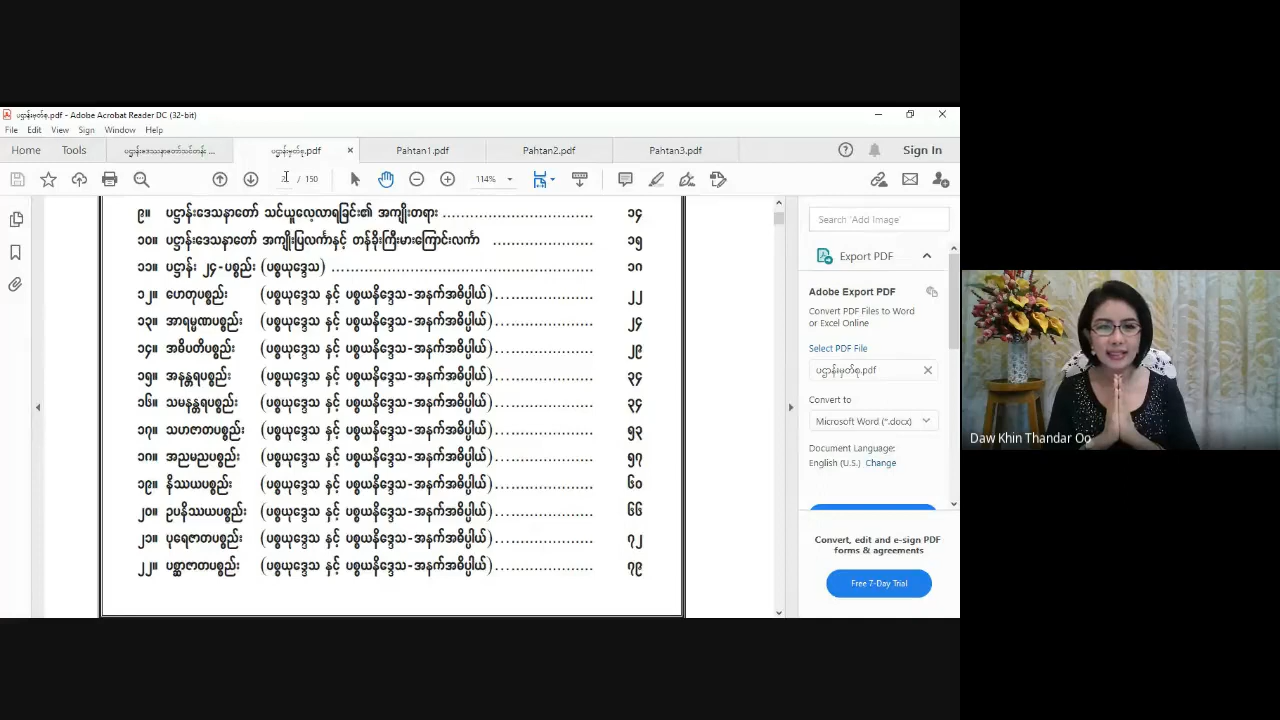 ပဋ္ဌာန်းမှတ်စု.pdf - Adobe Acrobat Reader DC (32-bit)
File Edit View Sign Window Help
Home Tools ပဋ္ဌာန်းဒေသနာတော်သင်တန်း ... ပဋ္ဌာန်းမှတ်စု.pdf × Pahtan1.pdf Pahtan2.pdf Pahtan3.pdf Sign In
/ 150 114%
၉။ ပဋ္ဌာန်းဒေသနာတော် သင်ယူလေ့လာရခြင်း၏ အကျိုးတရား ................................ ၁၄
၁၀။ ပဋ္ဌာန်းဒေသနာတော် အကျိုးပြလင်္ကာနှင့် တန်ခိုးကြီးမားကြောင်းလင်္ကာ ..................... ၁၅
၁၁။ ပဋ္ဌာန်း ၂၄-ပစ္စည်း (ပစ္စယုဒ္ဒေသ) ........................................................ ၁၈
၁၂။ ဟေတုပစ္စည်း (ပစ္စယုဒ္ဒေသ နှင့် ပစ္စယနိဒ္ဒေသ-အနက်အဓိပ္ပါယ်)..................... ၂၂
၁၃။ အာရမ္မဏပစ္စည်း (ပစ္စယုဒ္ဒေသ နှင့် ပစ္စယနိဒ္ဒေသ-အနက်အဓိပ္ပါယ်)..................... ၂၄
၁၄။ အဓိပတိပစ္စည်း (ပစ္စယုဒ္ဒေသ နှင့် ပစ္စယနိဒ္ဒေသ-အနက်အဓိပ္ပါယ်)..................... ၂၉
၁၅။ အနန္တရပစ္စည်း (ပစ္စယုဒ္ဒေသ နှင့် ပစ္စယနိဒ္ဒေသ-အနက်အဓိပ္ပါယ်)..................... ၃၄
၁၆။ သမနန္တရပစ္စည်း (ပစ္စယုဒ္ဒေသ နှင့် ပစ္စယနိဒ္ဒေသ-အနက်အဓိပ္ပါယ်)..................... ၃၄
၁၇။ သဟဇာတပစ္စည်း (ပစ္စယုဒ္ဒေသ နှင့် ပစ္စယနိဒ္ဒေသ-အနက်အဓိပ္ပါယ်)..................... ၅၃
၁၈။ အညမညပစ္စည်း (ပစ္စယုဒ္ဒေသ နှင့် ပစ္စယနိဒ္ဒေသ-အနက်အဓိပ္ပါယ်)..................... ၅၇
၁၉။ နိဿယပစ္စည်း (ပစ္စယုဒ္ဒေသ နှင့် ပစ္စယနိဒ္ဒေသ-အနက်အဓိပ္ပါယ်)..................... ၆၀
၂၀။ ဥပနိဿယပစ္စည်း (ပစ္စယုဒ္ဒေသ နှင့် ပစ္စယနိဒ္ဒေသ-အနက်အဓိပ္ပါယ်)..................... ၆၆
၂၁။ ပုရေဇာတပစ္စည်း (ပစ္စယုဒ္ဒေသ နှင့် ပစ္စယနိဒ္ဒေသ-အနက်အဓိပ္ပါယ်)..................... ၇၂
၂၂။ ပစ္ဆာဇာတပစ္စည်း (ပစ္စယုဒ္ဒေသ နှင့် ပစ္စယနိဒ္ဒေသ-အနက်အဓိပ္ပါယ်)..................... ၇၉
Search 'Add Image'
Export PDF
Adobe Export PDF
Convert PDF Files to Word
or Excel Online
Select PDF File
ပဋ္ဌာန်းမှတ်စု.pdf
Convert to
Microsoft Word (*.docx)
Document Language:
English (U.S.) Change
Convert, edit and e-sign PDF
forms & agreements
Free 7-Day Trial
Daw Khin Thandar Oo